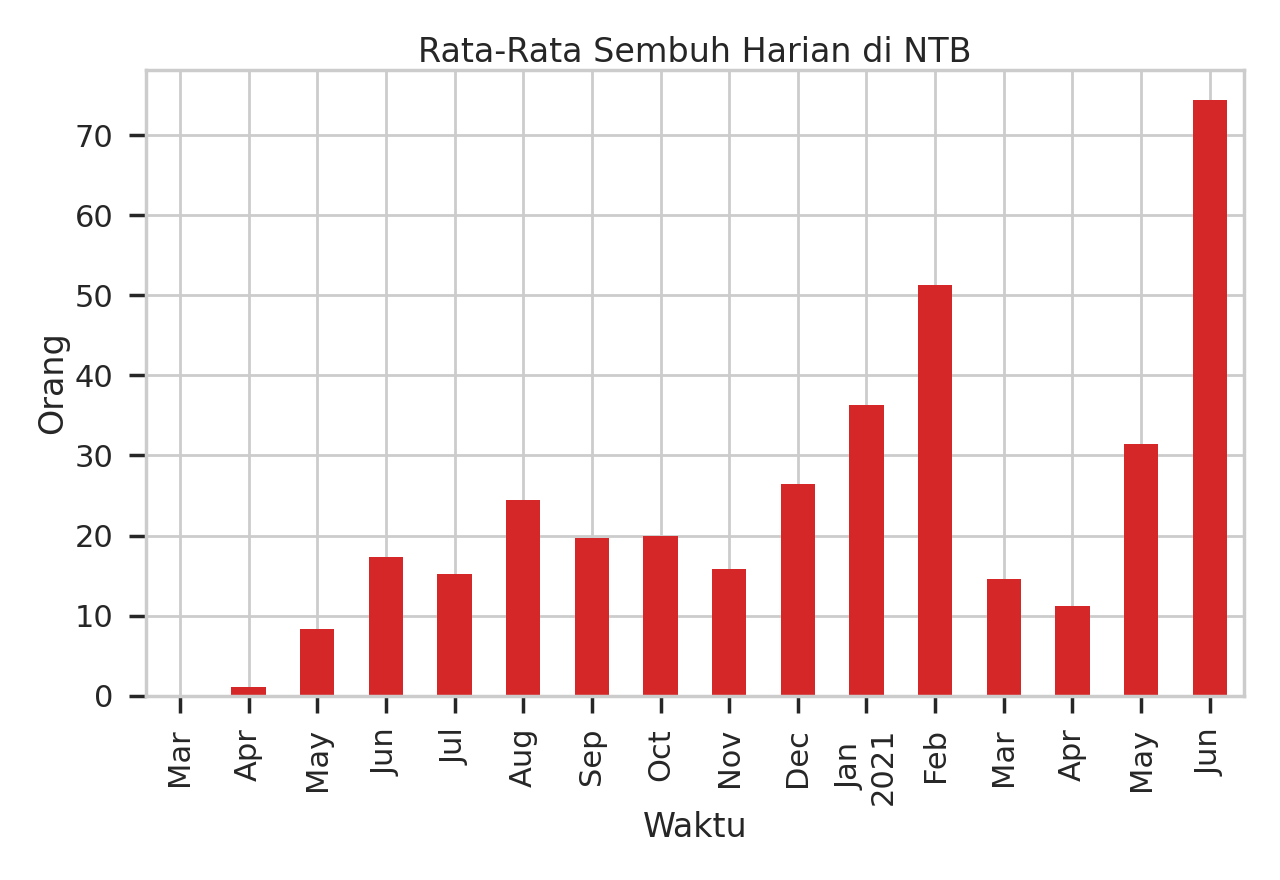 Rata-Rata Sembuh Harian di NTB
70
60
50
40
30
20
10
0
Orang
Mar
Apr
May
Jun
Jul
Aug
Sep
Oct
Nov
Dec
Jan
2021
Feb
Mar
Apr
May
Jun
Waktu